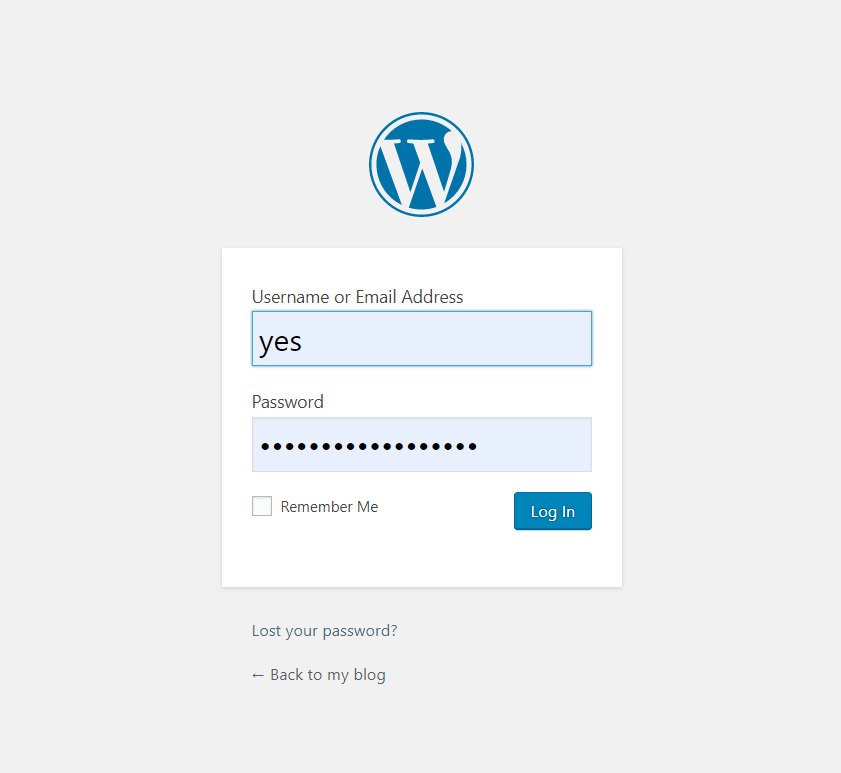 Username or Email Address
yes
Password
••••••••••••••••••
Remember Me
Log In
Lost your password?
← Back to my blog